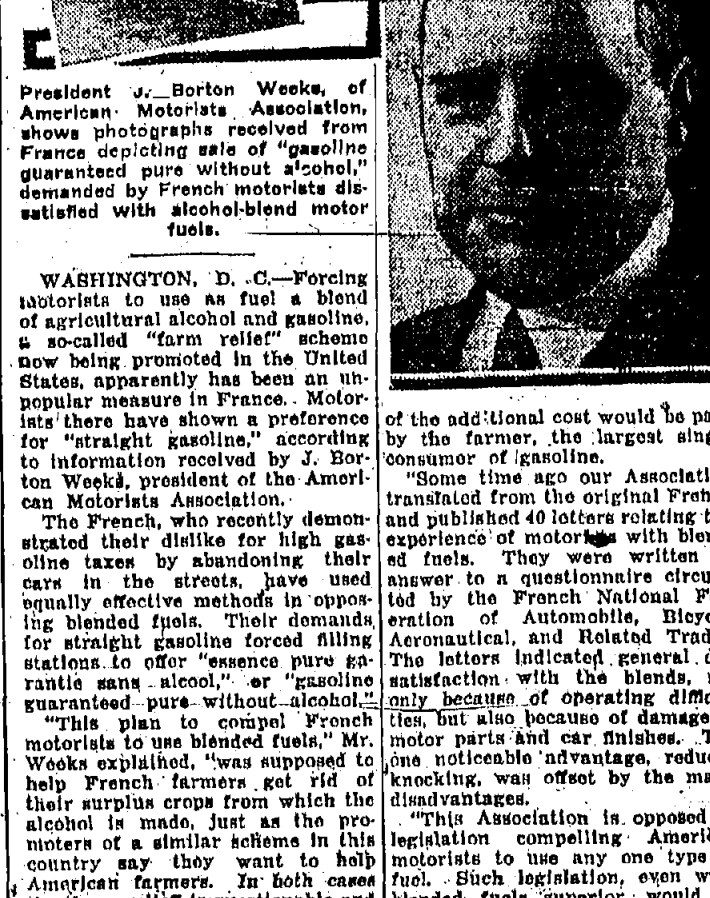 President J. Borton Weeks, of
American Motorists Association,
shows photographs received from
France depicting sale of "gasoline
guaranteed pure without alcohol,"
demanded by French motorists dis-
satisfied with alcohol-blend motor
fuels.
WASHINGTON, D. C.—Forcing
motorists to use as fuel a blend
of agricultural alcohol and gasoline,
a so-called "farm relief" scheme
now being promoted in the United
States, apparently has been an un-
popular measure in France. Motor-
ists there have shown a preference
for "straight gasoline," according
to information received by J. Bor-
ton Weeks, president of the Ameri-
can Motorists Association.
The French, who recently demon-
strated their dislike for high gas-
oline taxes by abandoning their
cars in the streets, have used
equally effective methods in oppos-
ing blended fuels. Their demands
for straight gasoline forced filling
stations to offer "essence pure ga-
rantie sans alcool," or "gasoline
guaranteed pure without alcohol."
"This plan to compel French
motorists to use blended fuels," Mr.
Weeks explained, "was supposed to
help French farmers get rid of
their surplus crops from which the
alcohol is made, just as the pro-
moters of a similar scheme in this
country say they want to help
American farmers. In both cases
of the additional cost would be pa
by the farmer, the largest sing
consumer of gasoline.
"Some time ago our Associati
translated from the original Fren
and published 40 letters relating t
experience of motorists with blen
ed fuels. They were written
answer to a questionnaire circu
ted by the French National F
eration of Automobile, Bicyc
Aeronautical, and Related Trad
The letters indicated general d
satisfaction with the blends,
only because of operating diffic
ties, but also because of damage
motor parts and car finishes. T
one noticeable advantage, redu
knocking, was offset by the ma
disadvantages.
"This Association is opposed
legislation compelling Ameri
motorists to use any one type
fuel. Such legislation, even w
blended fuels superior, would